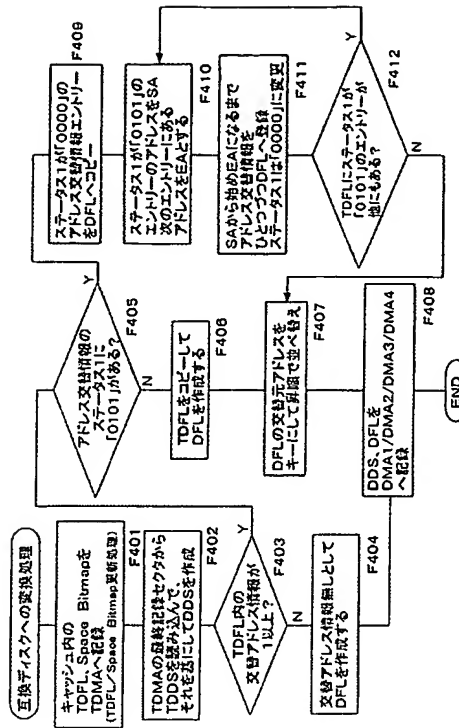 互換ディスクへの変換処理
キャッシュ内の
TDFL、Space Bitmapを
TDMAへ記録
(TDFL/Space Bitmap更新処理)
F401
TDMAの最終記録セクタから
TDDSを読み込んで、
それを基にしてDDSを作成
F402
TDFL内の
交替アドレス情報が
1以上?
F403
Y
N
交替アドレス情報無しとして
DFLを作成する
F404
アドレス交替情報の
ステータス1に
「0101」がある?
F405
Y
N
TDFLをコピーして
DFLを作成する
F406
DFLの交替元アドレスを
キーにして昇順で並べ替え
F407
DDS、DFLを
DMA1/DMA2/DMA3/DMA4
へ記録
F408
END
ステータス1が「0000」の
アドレス交替情報エントリー
をDFLへコピー
F409
ステータス1が「0101」の
エントリーのアドレスをSA
次のエントリーにある
アドレスをEAとする
F410
SAから始めEAになるまで
アドレス交替情報を
ひとつづつDFLへ登録
ステータス1は「0000」に変更
F411
TDFLにステータス1が
「0101」のエントリーが
他にもある?
F412
Y
N